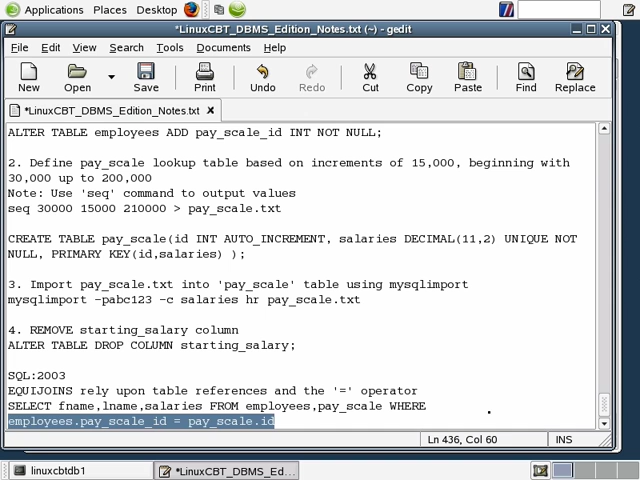 Applications Places Desktop
*LinuxCBT_DBMS_Edition_Notes.txt (~) - gedit
File Edit View Search Tools Documents Help
New Open Save Print Undo Redo Cut Copy Paste Find Replace
*LinuxCBT_DBMS_Edition_Notes.txt x
ALTER TABLE employees ADD pay_scale_id INT NOT NULL;
2. Define pay_scale lookup table based on increments of 15,000, beginning with
30,000 up to 200,000
Note: Use 'seq' command to output values
seq 30000 15000 210000 > pay_scale.txt
CREATE TABLE pay_scale(id INT AUTO_INCREMENT, salaries DECIMAL(11,2) UNIQUE NOT
NULL, PRIMARY KEY(id,salaries) );
3. Import pay_scale.txt into 'pay_scale' table using mysqlimport
mysqlimport -pabc123 -c salaries hr pay_scale.txt
4. REMOVE starting_salary column
ALTER TABLE DROP COLUMN starting_salary;
SQL:2003
EQUIJOINS rely upon table references and the '=' operator
SELECT fname,lname,salaries FROM employees,pay_scale WHERE
employees.pay_scale_id = pay_scale.id
Ln 436, Col 60 INS
linuxcbtdb1 *LinuxCBT_DBMS_Ed...